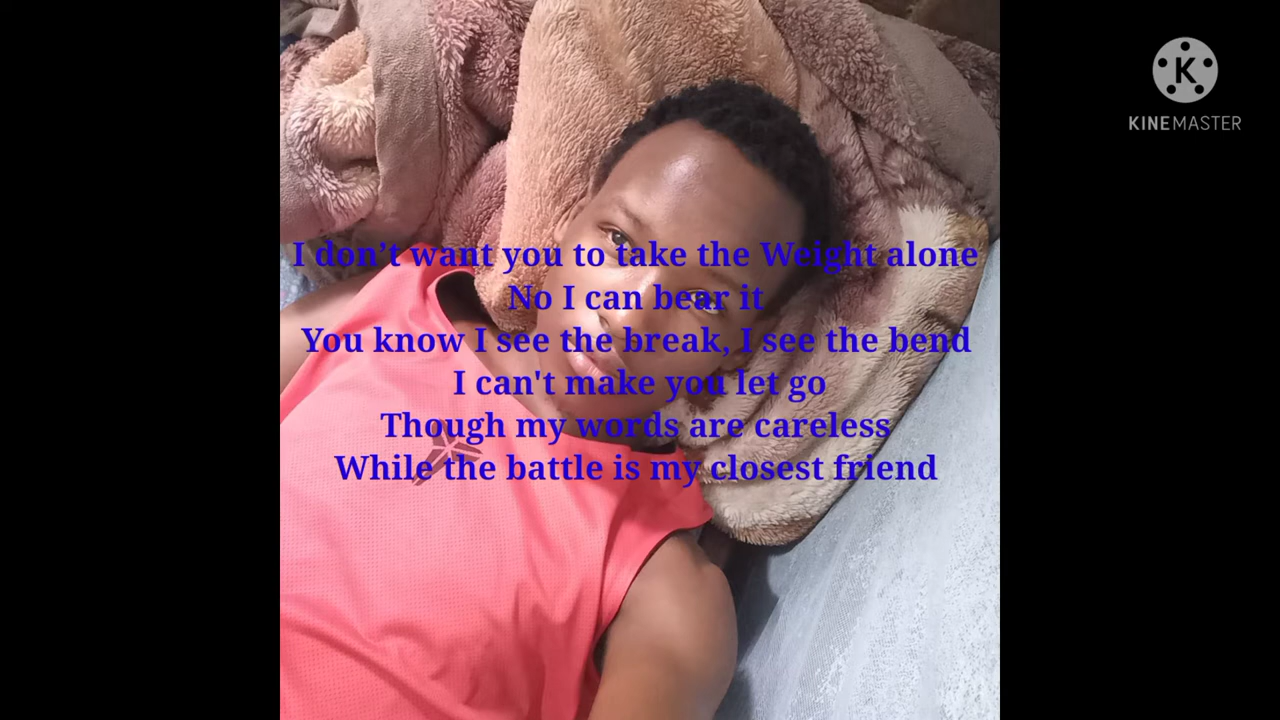 I don’t want you to take the Weight alone
No I can bear it
You know I see the break, I see the bend
I can't make you let go
Though my words are careless
While the battle is my closest friend
KINEMASTER